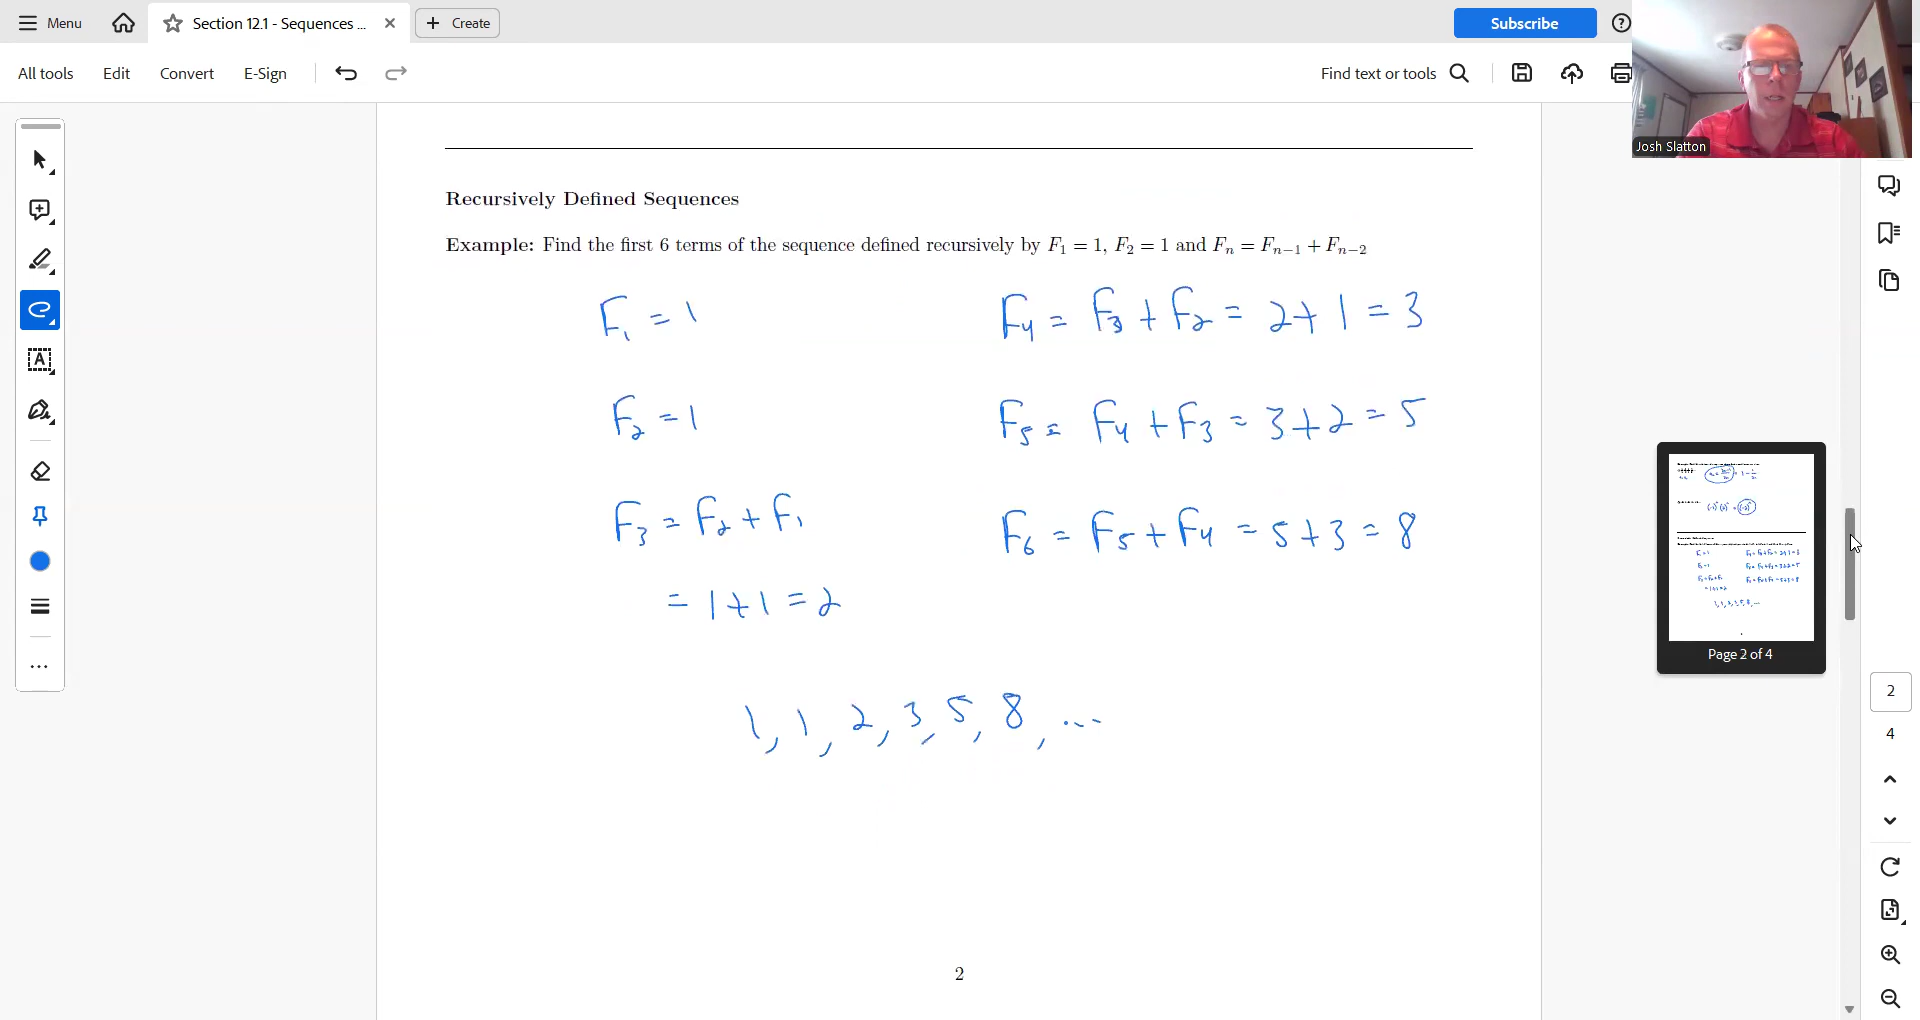 Menu
Section 12.1 - Sequences ...
Create
Subscribe
All tools
Edit
Convert
E-Sign
Find text or tools
Josh Slatton
Recursively Defined Sequences
Example: Find the first 6 terms of the sequence defined recursively by F₁ = 1, F₂ = 1 and Fₙ = Fₙ₋₁ + Fₙ₋₂
F₁ = 1
F₂ = 1
F₃ = F₂ + F₁
= 1+1 = 2
F₄ = F₃ + F₂ = 2+1 = 3
F₅ = F₄ + F₃ = 3+2 = 5
F₆ = F₅ + F₄ = 5+3 = 8
1, 1, 2, 3, 5, 8, ...
2
Page 2 of 4
2
4